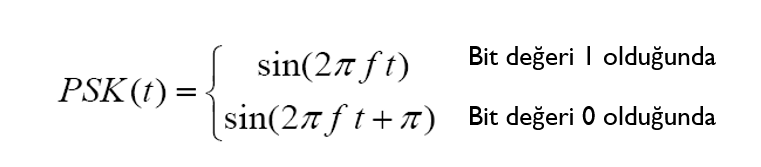 sin(2π f t) Bit değeri 1 olduğunda
PSK(t) = {
sin(2π f t + π) Bit değeri 0 olduğunda